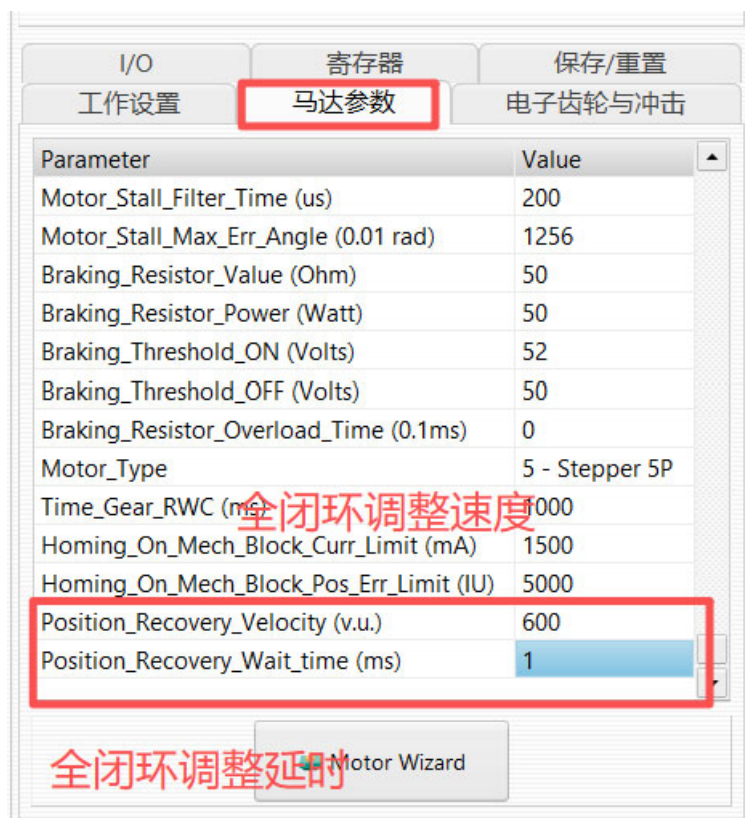 I/O 寄存器 保存/重置
工作设置 马达参数 电子齿轮与冲击
Parameter Value
Motor_Stall_Filter_Time (us) 200
Motor_Stall_Max_Err_Angle (0.01 rad) 1256
Braking_Resistor_Value (Ohm) 50
Braking_Resistor_Power (Watt) 50
Braking_Threshold_ON (Volts) 52
Braking_Threshold_OFF (Volts) 50
Braking_Resistor_Overload_Time (0.1ms) 0
Motor_Type 5 - Stepper 5P
Time_Gear_RWC (ms) 1000
全闭环调整速度
Homing_On_Mech_Block_Curr_Limit (mA) 1500
Homing_On_Mech_Block_Pos_Err_Limit (IU) 5000
Position_Recovery_Velocity (v.u.) 600
Position_Recovery_Wait_time (ms) 1
全闭环调整延时
Motor Wizard